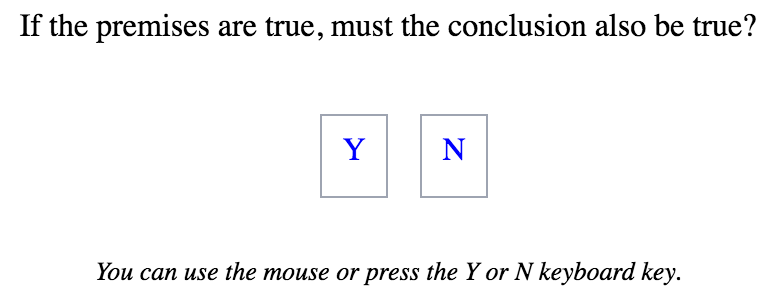 If the premises are true, must the conclusion also be true?
Y N
You can use the mouse or press the Y or N keyboard key.